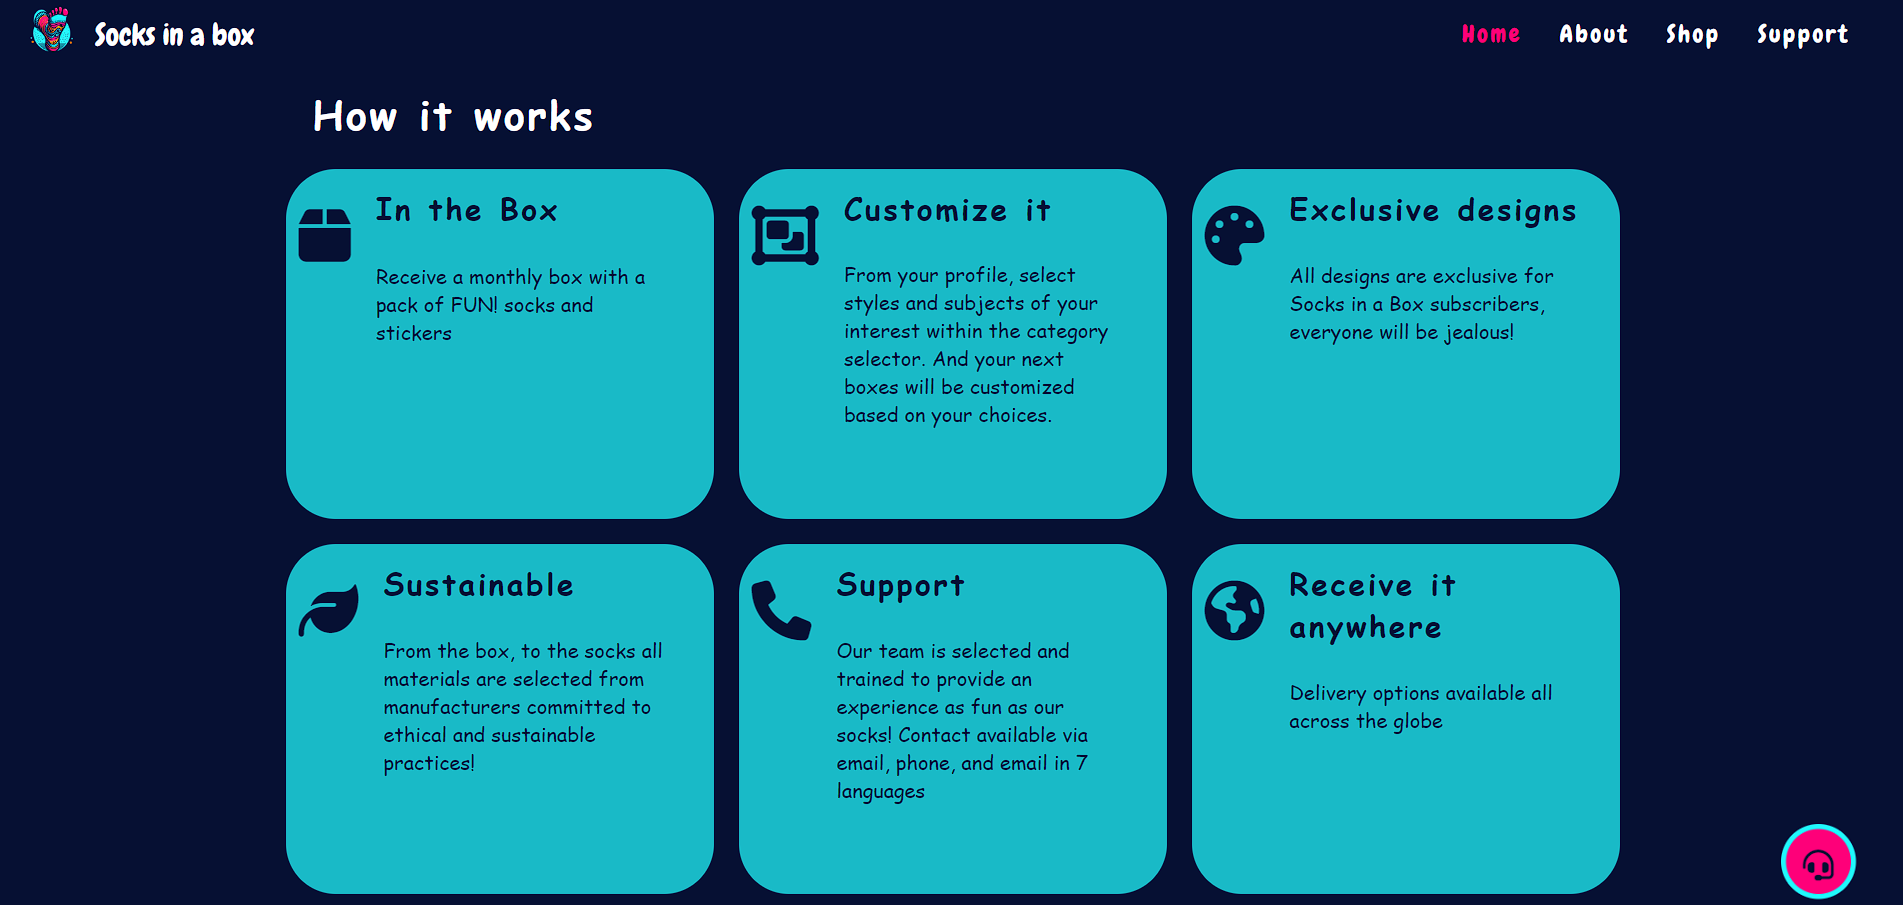 Socks in a box
Home About Shop Support
How it works
In the Box
Receive a monthly box with a
pack of FUN! socks and
stickers
Customize it
From your profile, select
styles and subjects of your
interest within the category
selector. And your next
boxes will be customized
based on your choices.
Exclusive designs
All designs are exclusive for
Socks in a Box subscribers,
everyone will be jealous!
Sustainable
From the box, to the socks all
materials are selected from
manufacturers committed to
ethical and sustainable
practices!
Support
Our team is selected and
trained to provide an
experience as fun as our
socks! Contact available via
email, phone, and email in 7
languages
Receive it
anywhere
Delivery options available all
across the globe